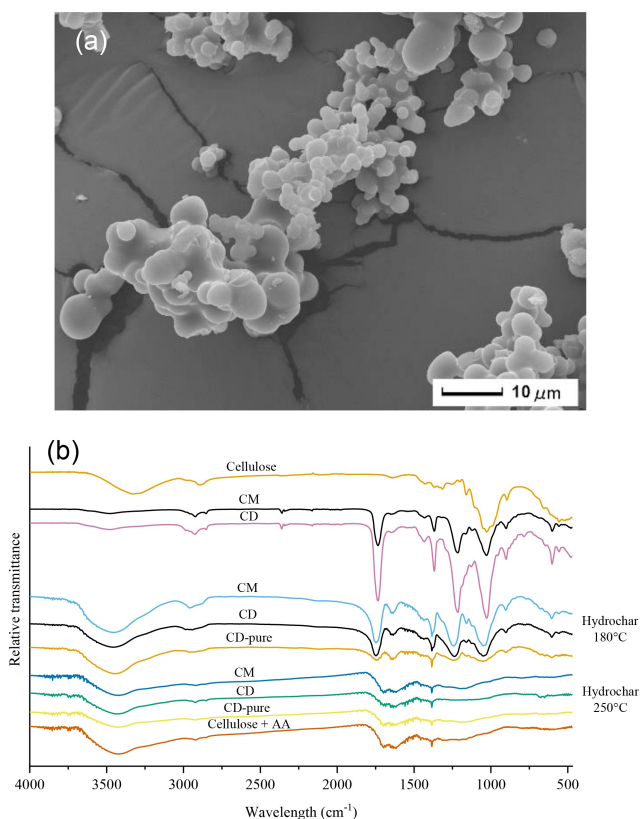 (a)
10 μm
(b)
Cellulose
CM
CD
CM
CD
CD-pure
Hydrochar
180°C
CM
CD
CD-pure
Cellulose + AA
Hydrochar
250°C
Relative transmittance
4000 3500 3000 2500 2000 1500 1000 500
Wavelength (cm⁻¹)